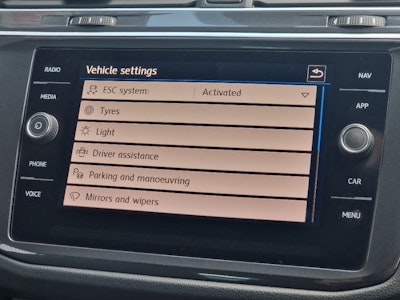 Vehicle settings
RADIO
NAV
ESC system: Activated
MEDIA
APP
Tyres
Light
Driver assistance
PHONE
Parking and manoeuvring
CAR
VOICE
Mirrors and wipers
MENU